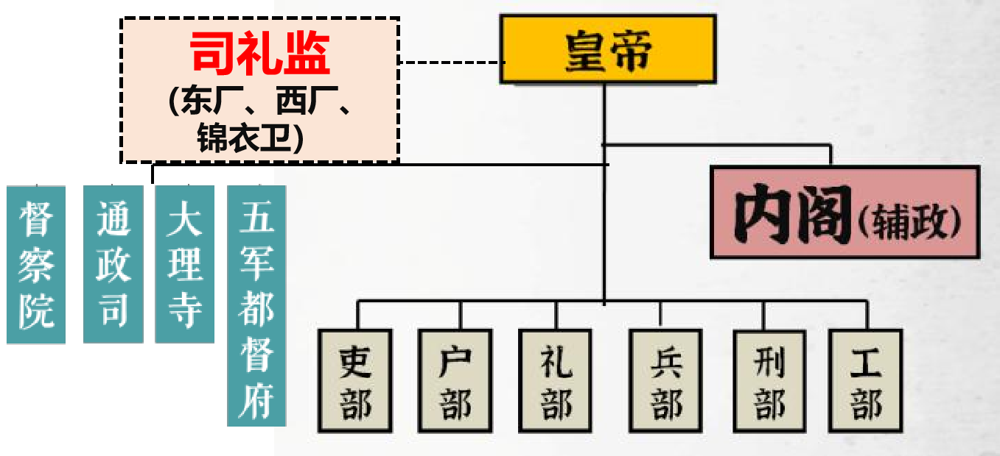 司礼监
(东厂、西厂、
锦衣卫)
皇帝
内阁(辅政)
督察院
通政司
大理寺
五军都督府
吏部
户部
礼部
兵部
刑部
工部